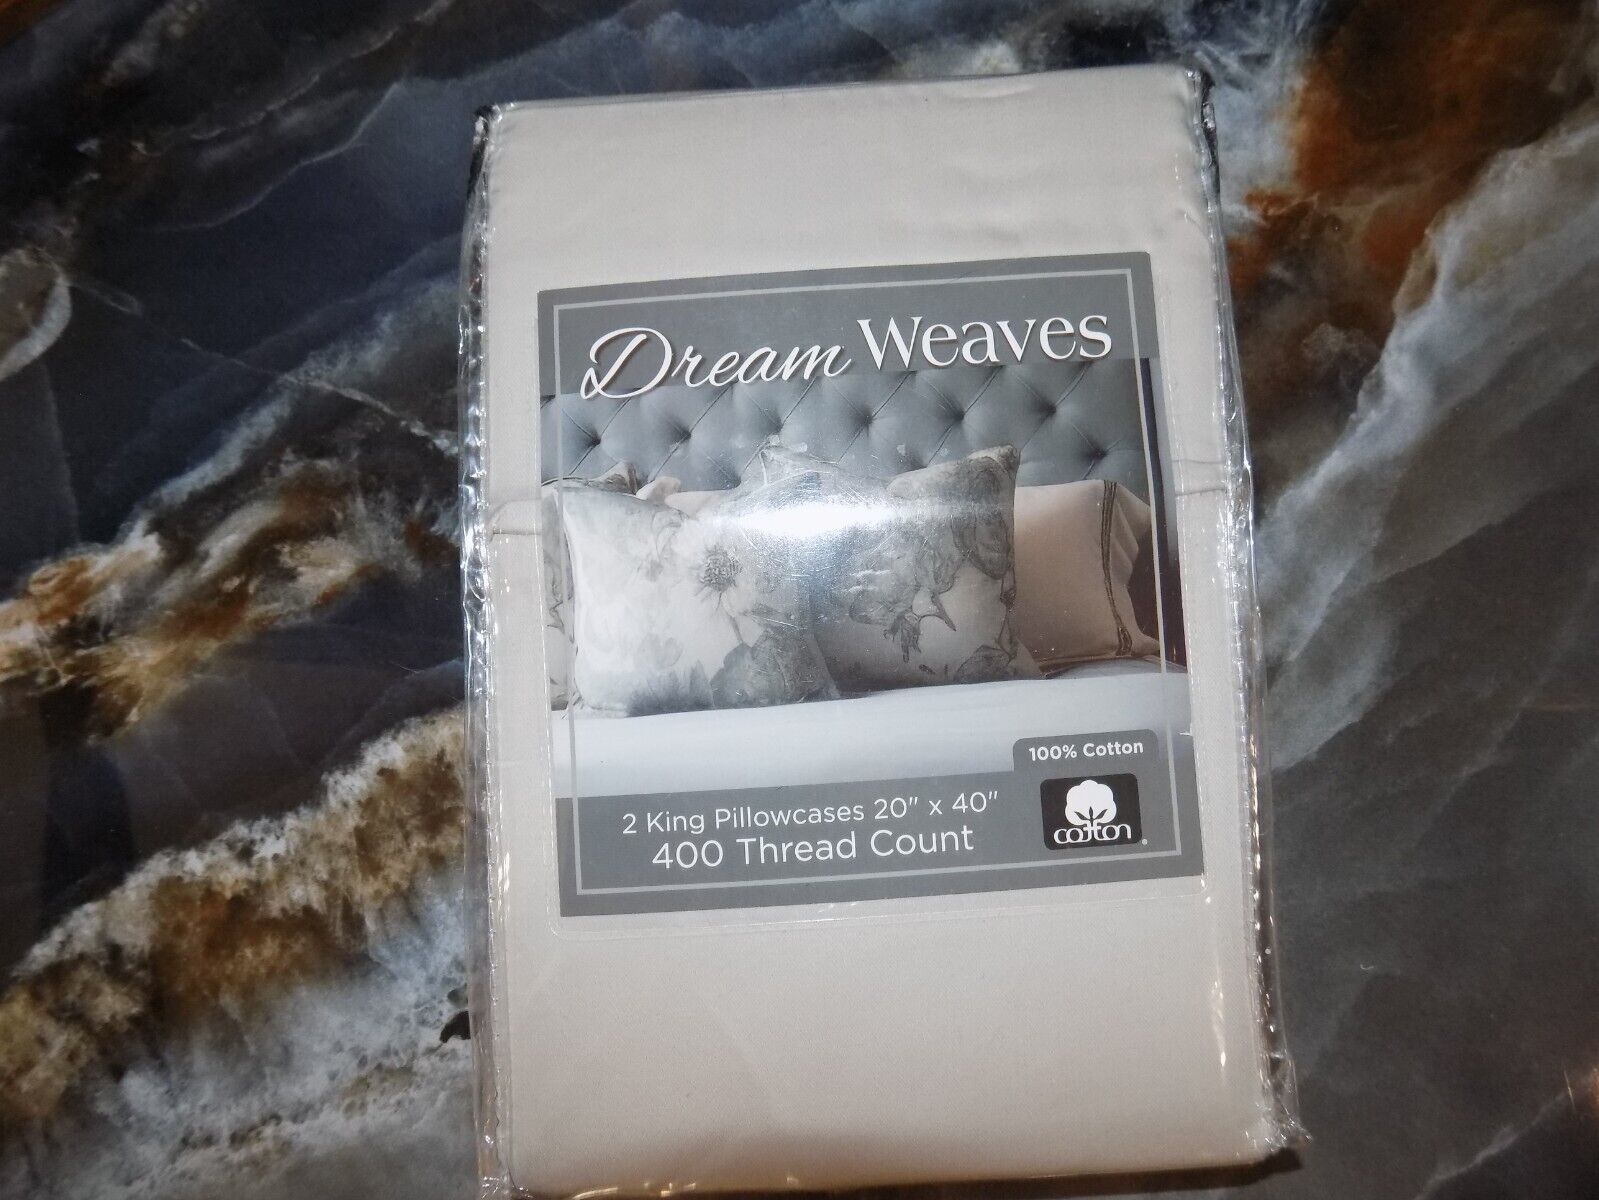 Dream Weaves
100% Cotton
2 King Pillowcases 20" x 40"
400 Thread Count
cotton®